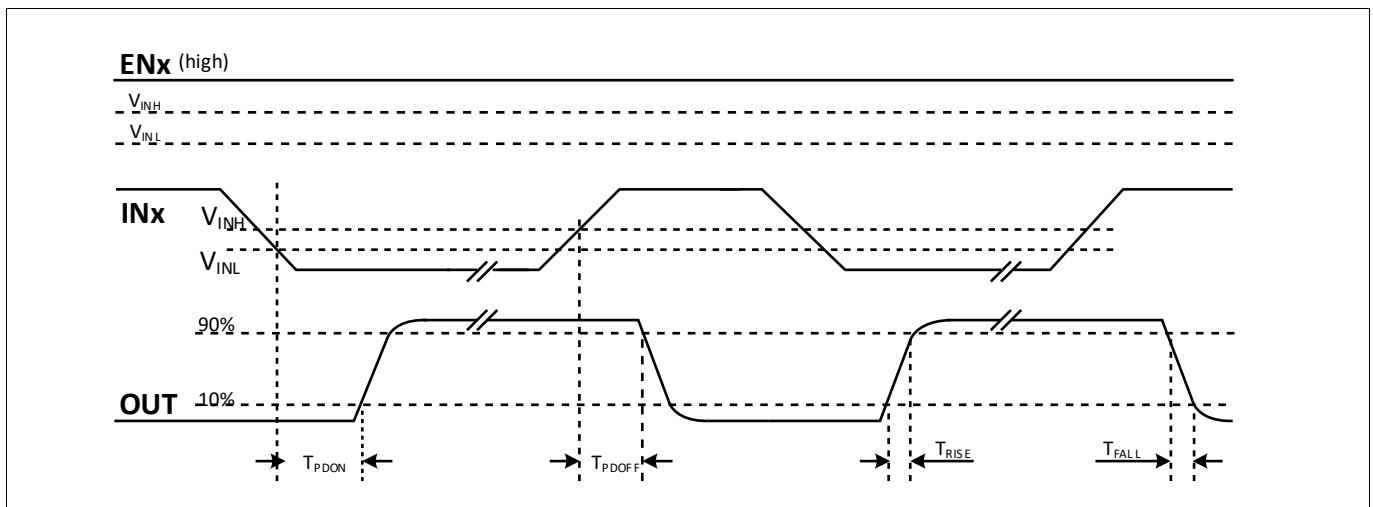 ENx (high)
VINH
VINL
INx
VINH
VINL
90%
OUT
10%
TPDON
TPDOFF
TRISE
TFALL